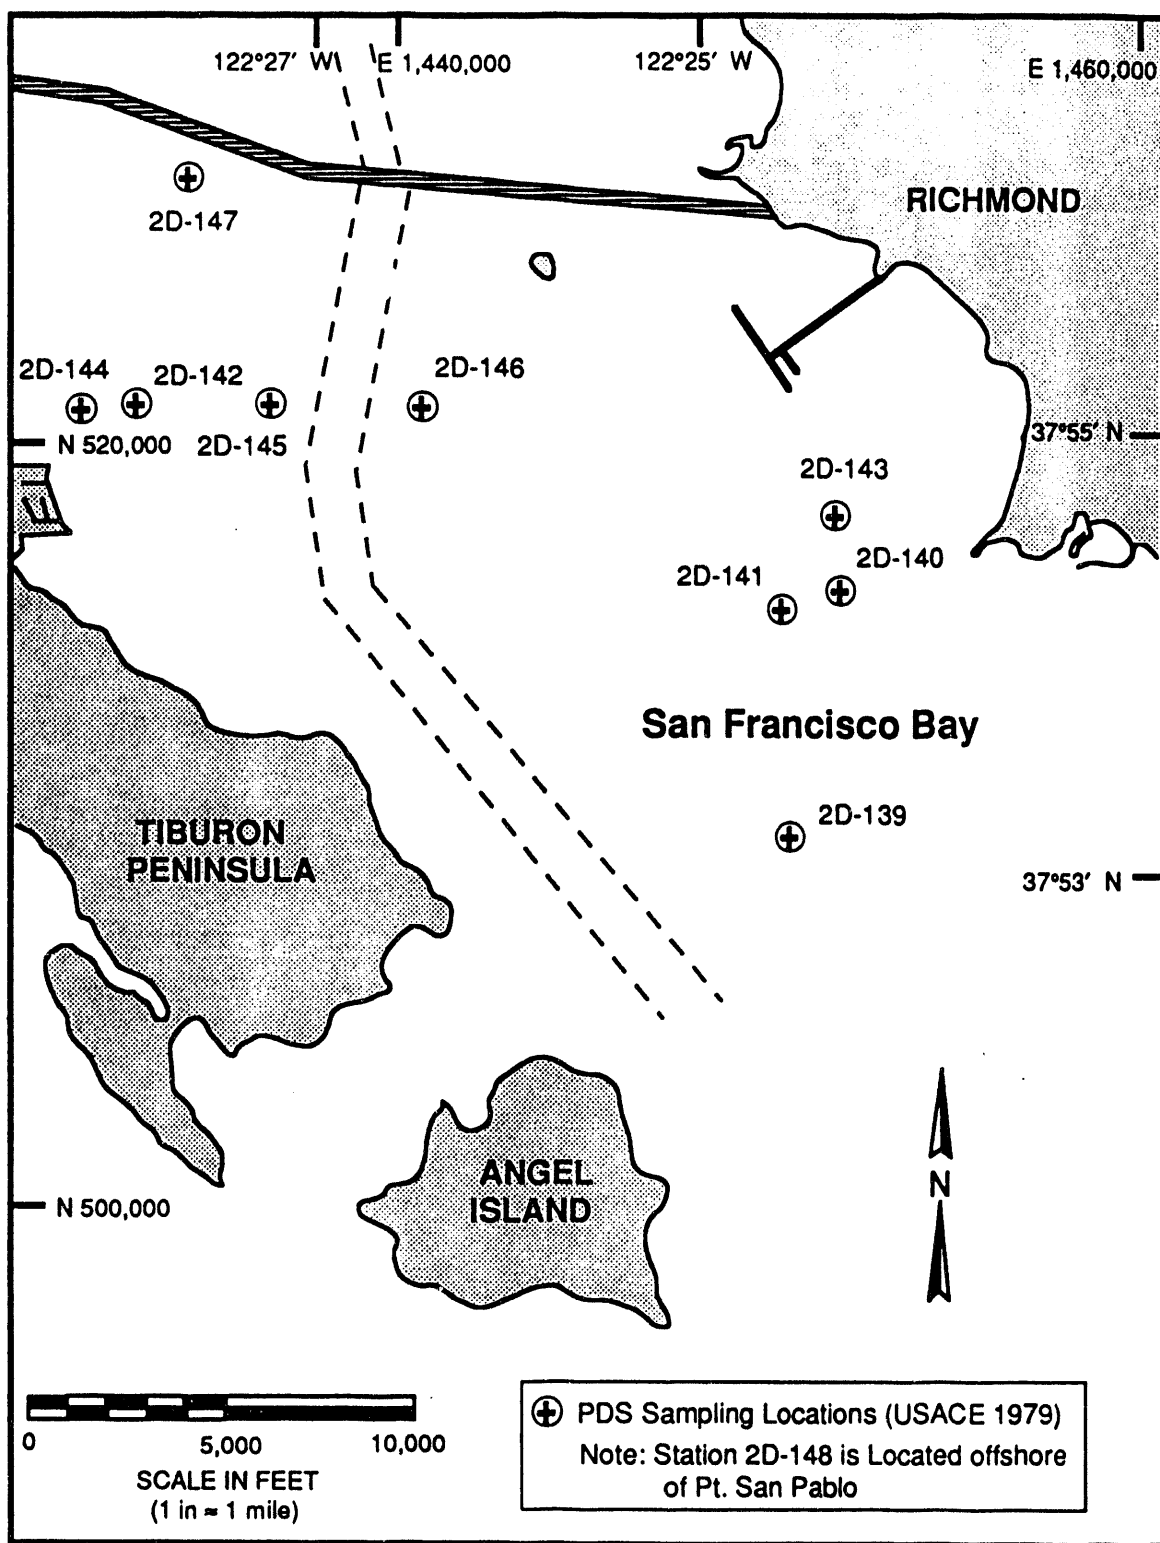 122°27′ W
E 1,440,000
122°25′ W
E 1,460,000
RICHMOND
2D-147
2D-144
2D-142
2D-146
N 520,000
2D-145
37°55′ N
2D-143
2D-140
2D-141
San Francisco Bay
2D-139
TIBURON
PENINSULA
37°53′ N
ANGEL
ISLAND
N
N 500,000
PDS Sampling Locations (USACE 1979)
Note: Station 2D-148 is Located offshore
of Pt. San Pablo
0
5,000
10,000
SCALE IN FEET
(1 in ≈ 1 mile)